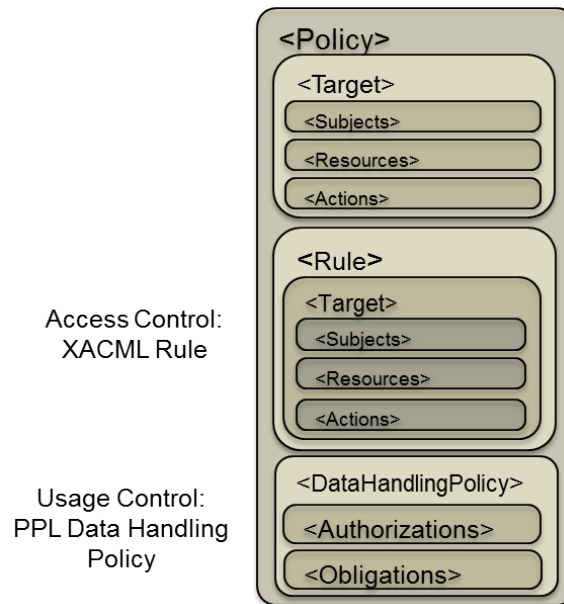 <Policy>
<Target>
<Subjects>
<Resources>
<Actions>
<Rule>
<Target>
<Subjects>
<Resources>
<Actions>
Access Control:
XACML Rule
<DataHandlingPolicy>
<Authorizations>
<Obligations>
Usage Control:
PPL Data Handling
Policy